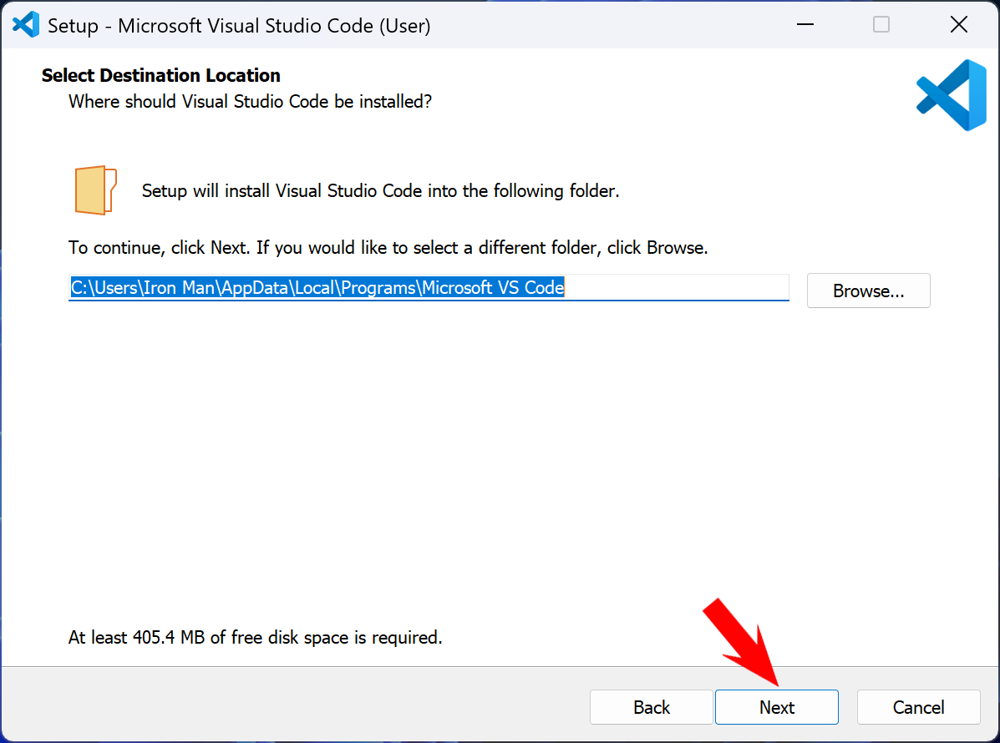 Setup - Microsoft Visual Studio Code (User)
Select Destination Location
Where should Visual Studio Code be installed?
Setup will install Visual Studio Code into the following folder.
To continue, click Next. If you would like to select a different folder, click Browse.
C:\Users\Iron Man\AppData\Local\Programs\Microsoft VS Code
Browse...
At least 405.4 MB of free disk space is required.
Back
Next
Cancel